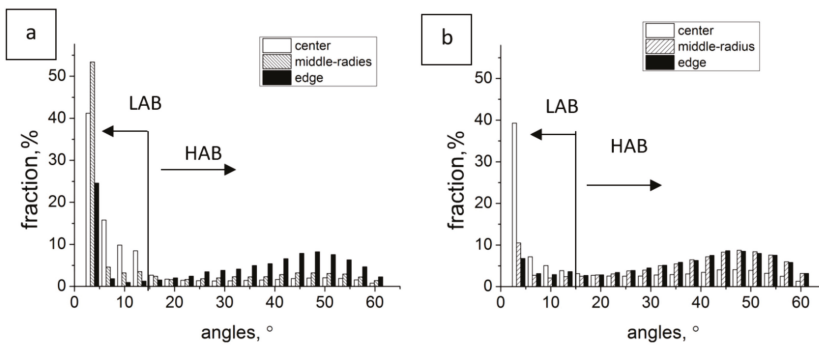 a
center
middle-radies
edge
LAB
HAB
fraction, %
50
40
30
20
10
0
0 10 20 30 40 50 60
angles, °
b
center
middle-radius
edge
LAB
HAB
fraction, %
50
40
30
20
10
0
0 10 20 30 40 50 60
angles, °